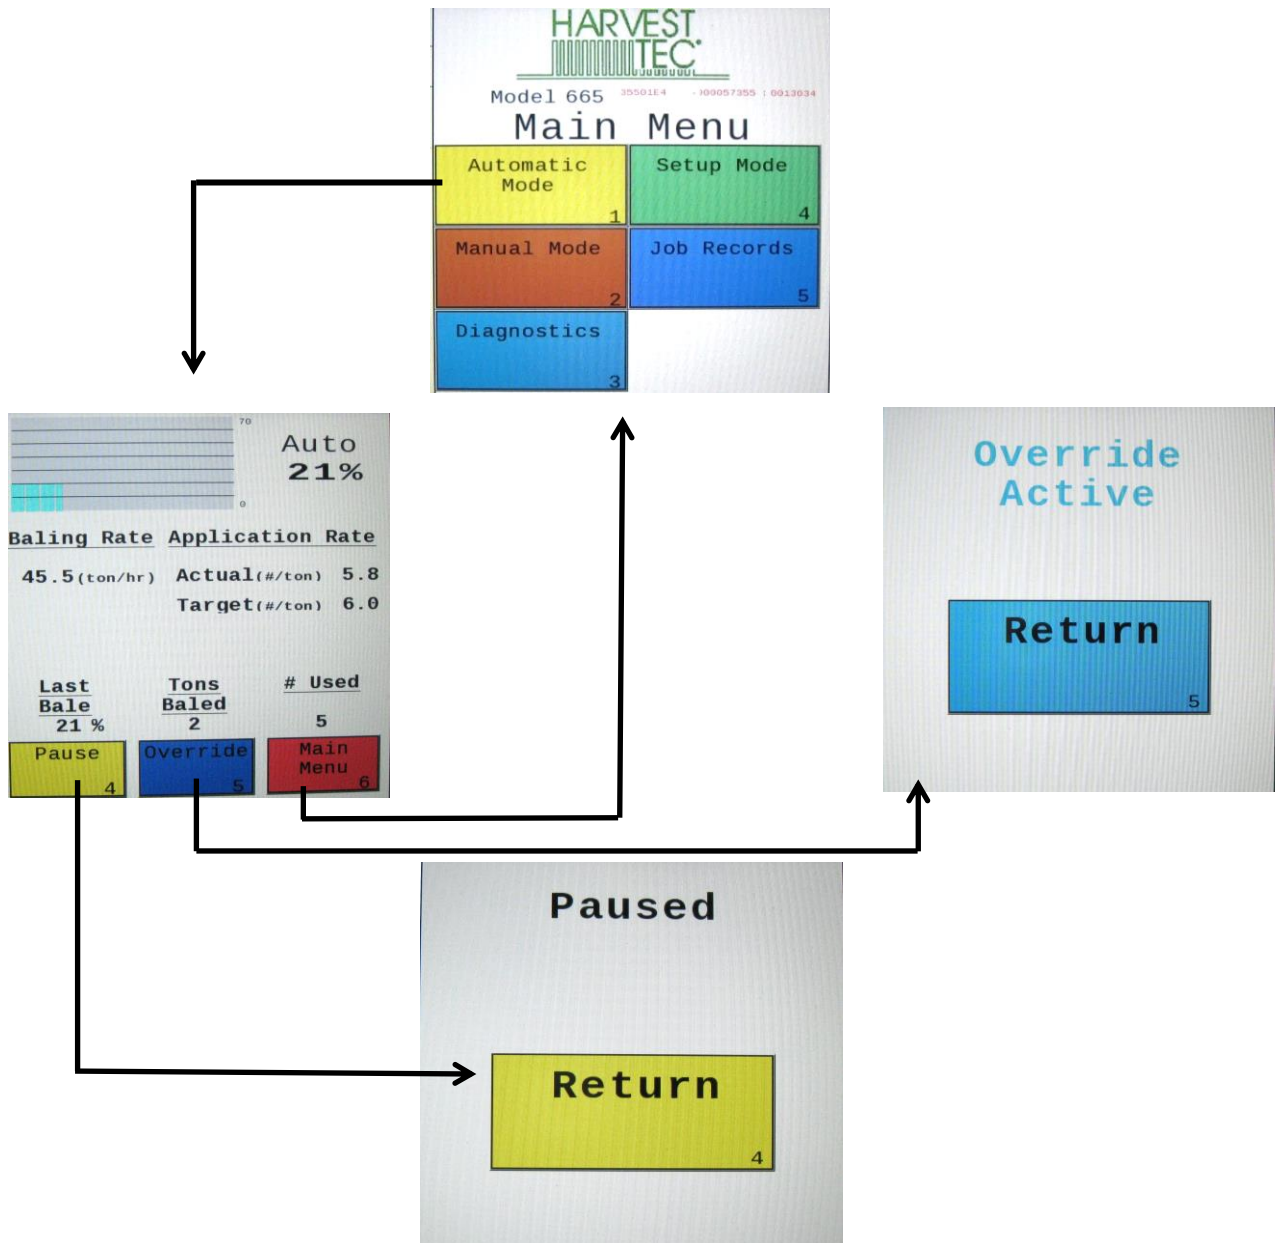 HARVEST
TEC
Model 665 35501E4
Main Menu
Automatic
Mode
1
Setup Mode
4
Manual Mode
2
Job Records
5
Diagnostics
3
70
0
Auto
21%
Baling Rate Application Rate
45.5(ton/hr) Actual(#/ton) 5.8
Target(#/ton) 6.0
Last
Bale
21 %
Tons
Baled
2
# Used
5
Pause
4
Override
5
Main
Menu
6
Override
Active
Return
5
Paused
Return
4